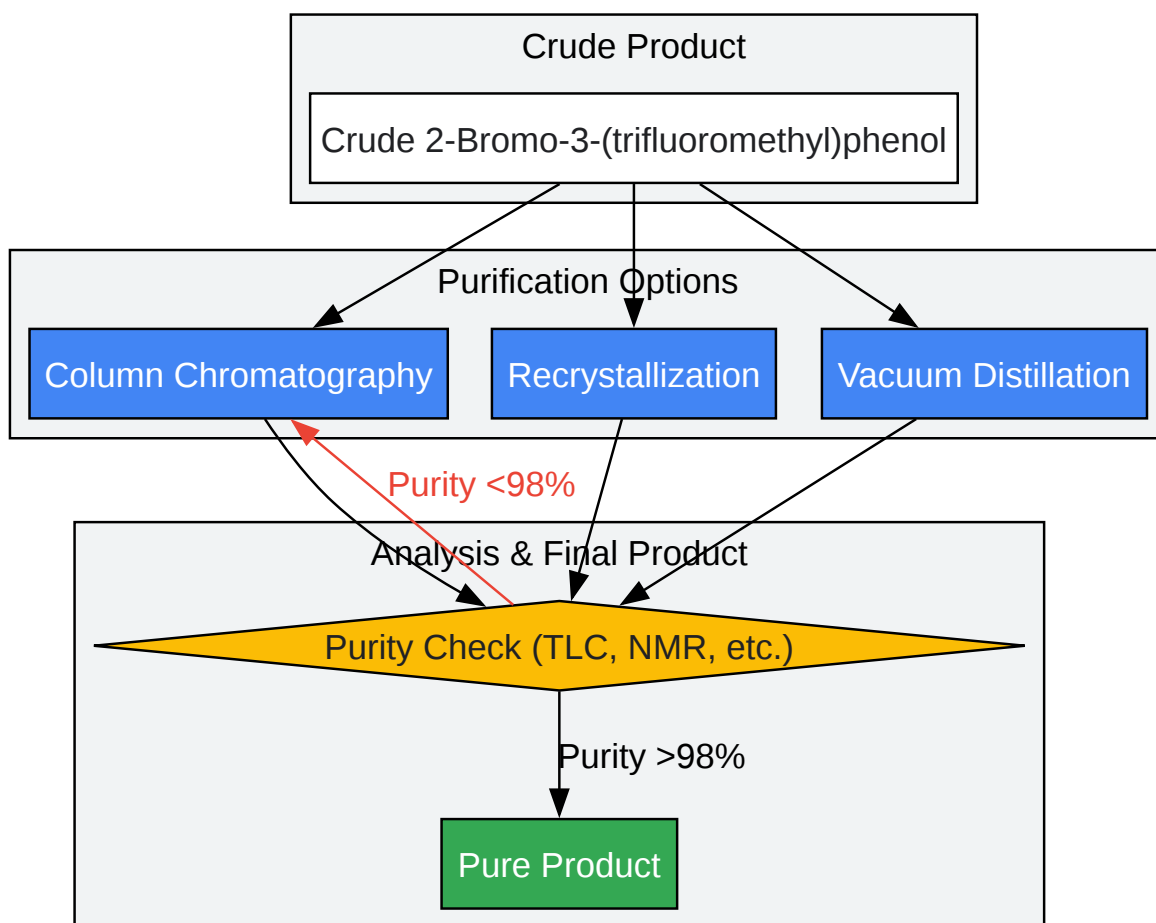 Crude Product
Crude 2-Bromo-3-(trifluoromethyl)phenol
Purification Options
Column Chromatography
Recrystallization
Vacuum Distillation
Purity <98%
Analysis & Final Product
Purity Check (TLC, NMR, etc.)
Purity >98%
Pure Product